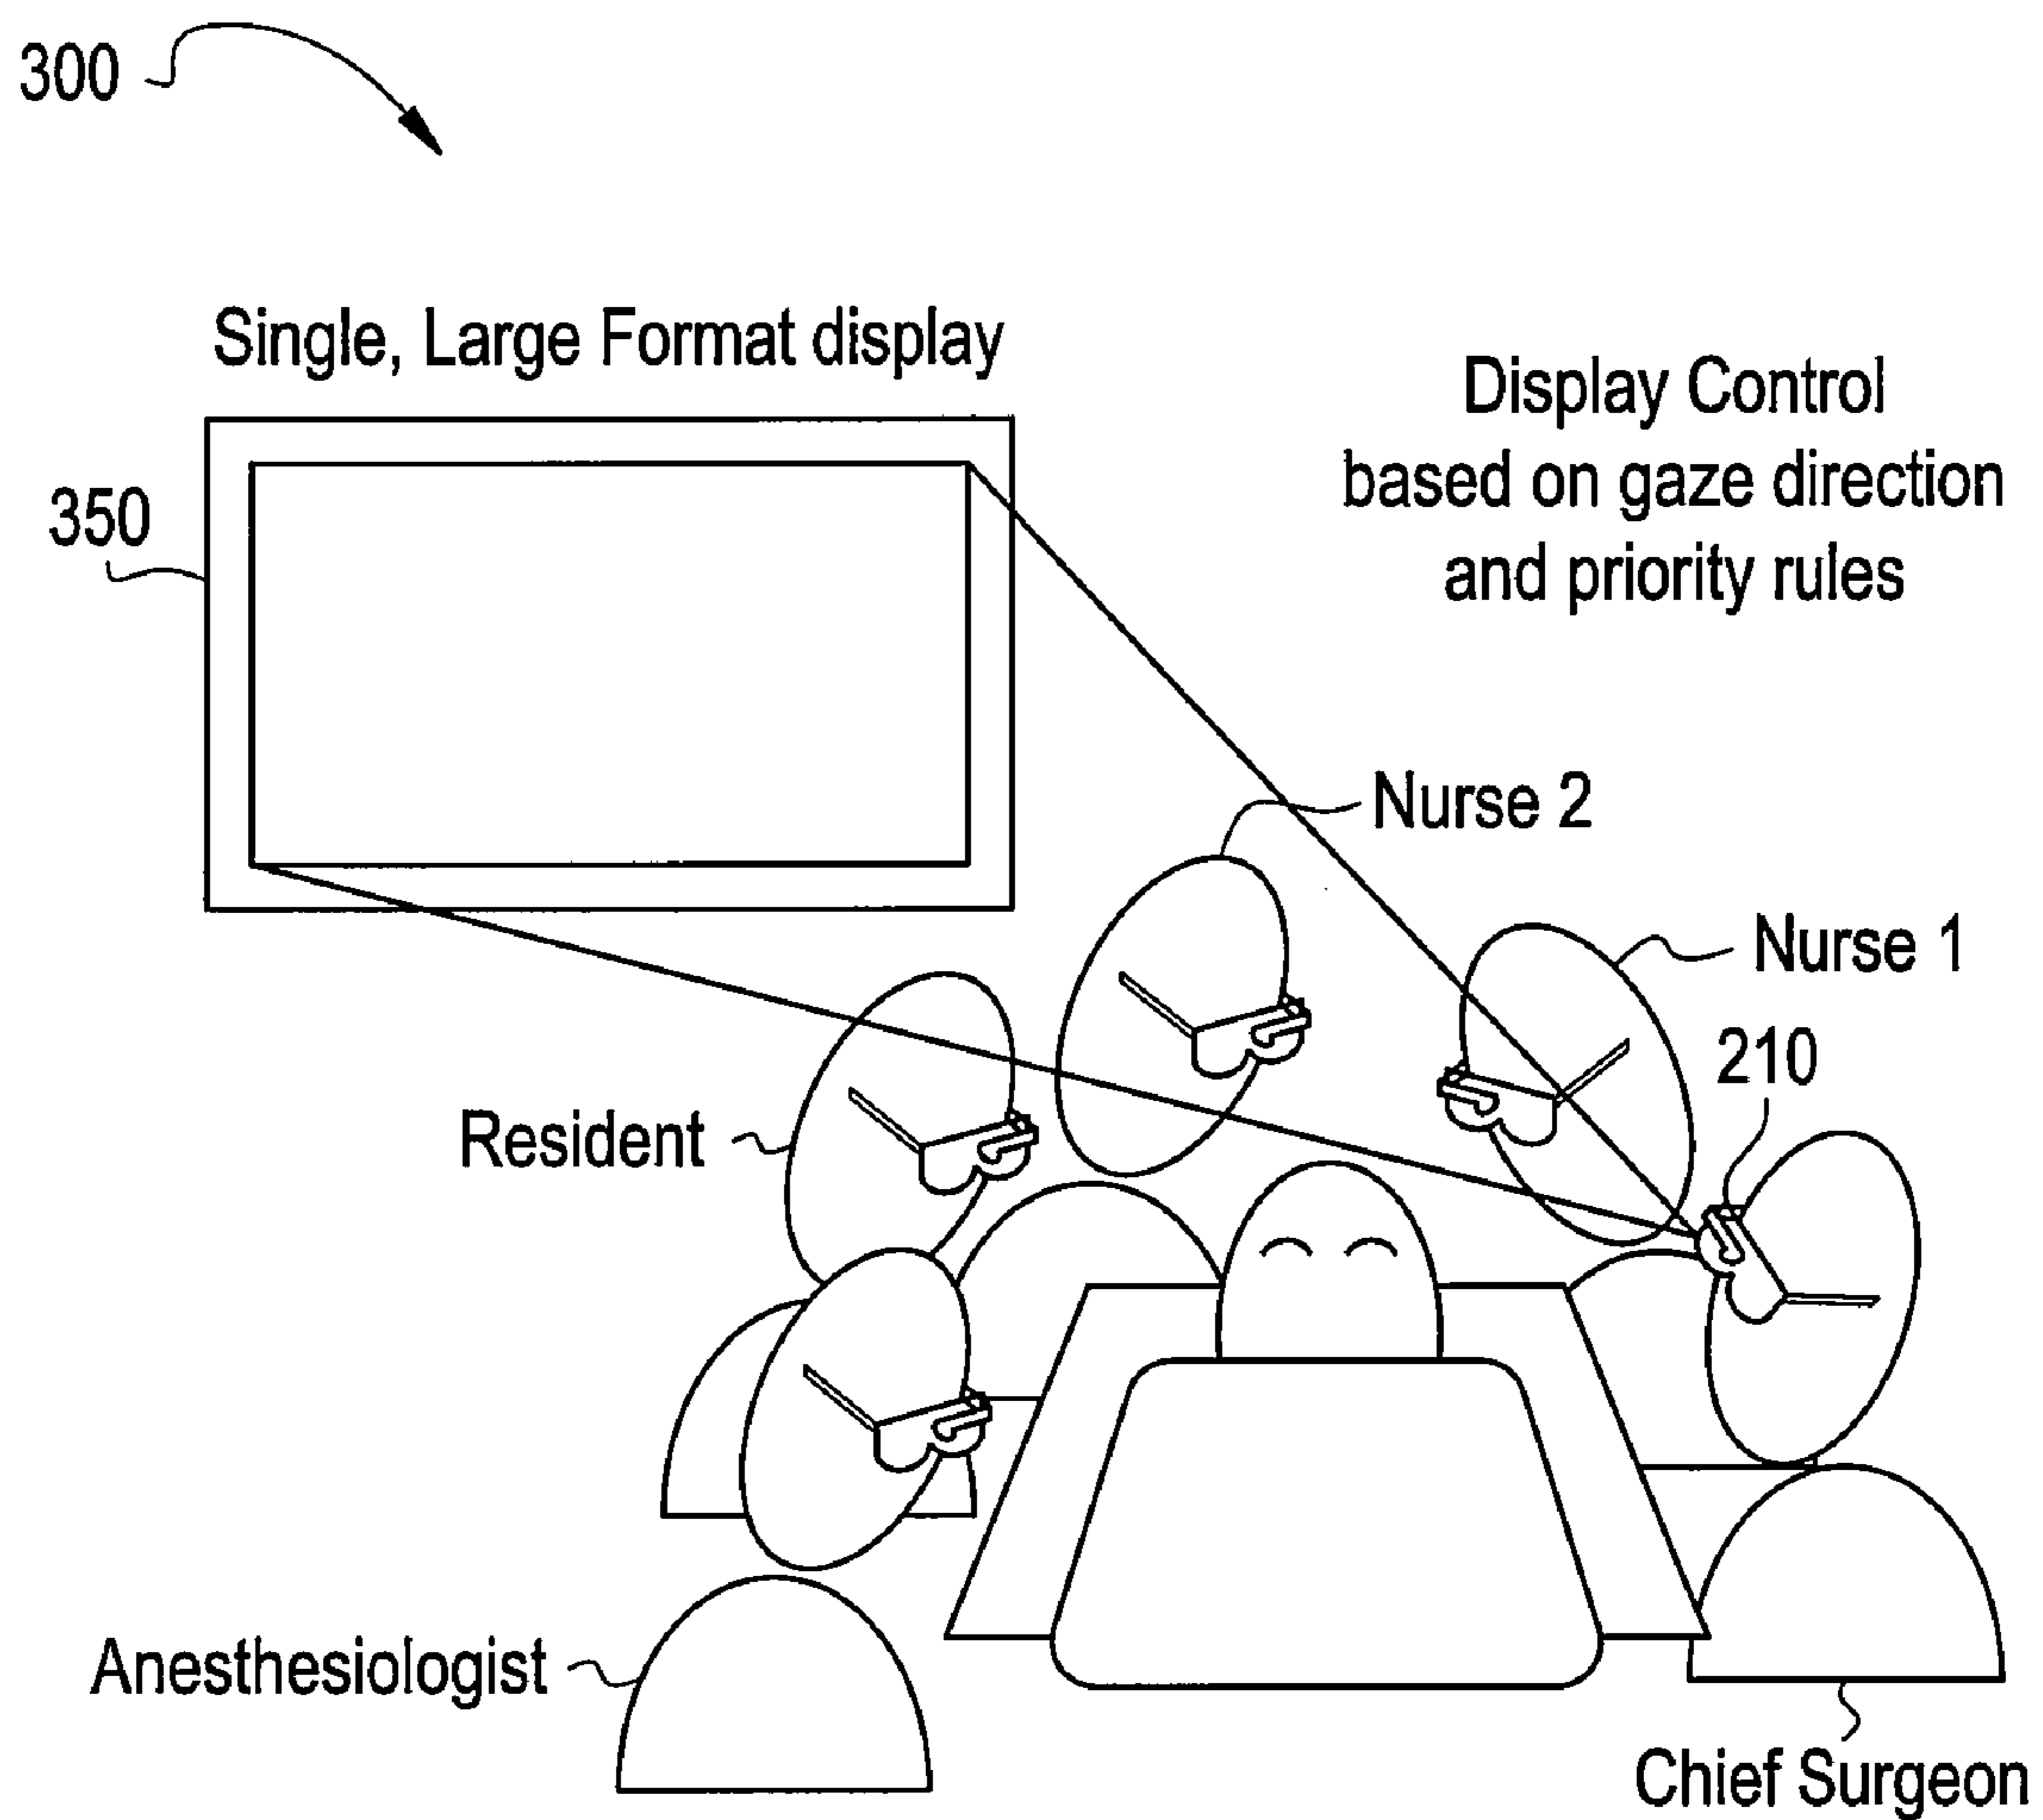 300
Single, Large Format display
Display Control
based on gaze direction
and priority rules
350
Nurse 2
Nurse 1
210
Resident
Anesthesiologist
Chief Surgeon